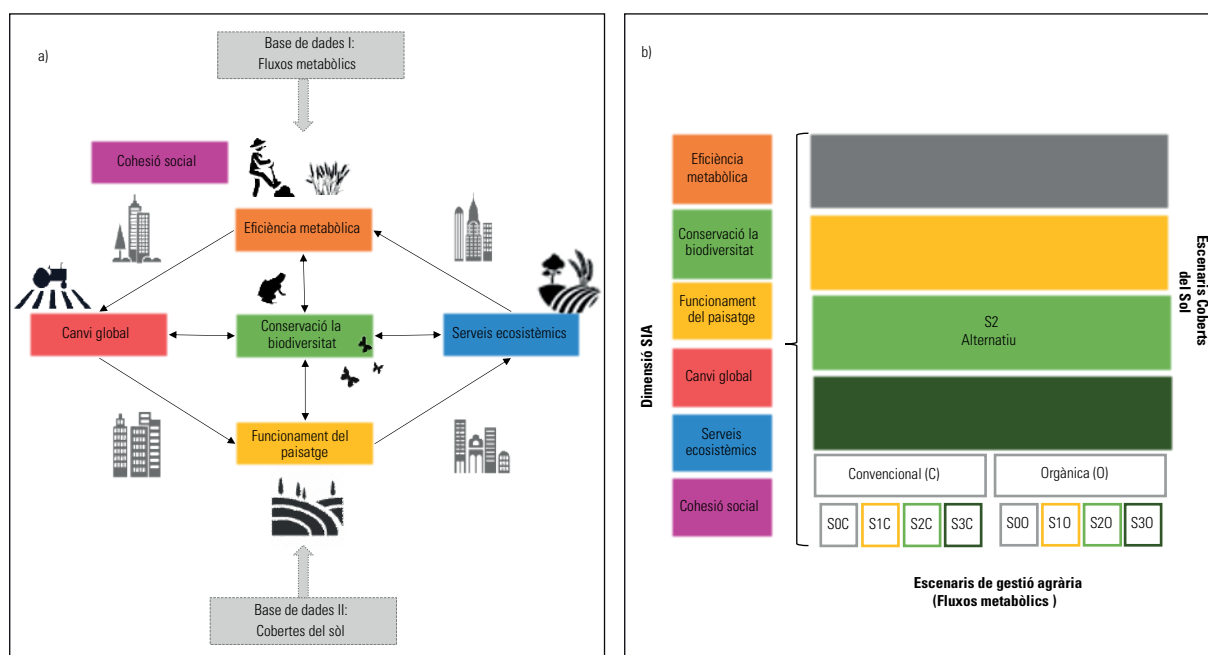 a)
Base de dades I:
Fluxos metabòlics
Cohesió social
Eficiència metabòlica
Canvi global
Conservació la
biodiversitat
Serveis ecosistèmics
Funcionament del
paisatge
Base de dades II:
Cobertes del sòl
b)
Dimensió SIA
Eficiència
metabòlica
Conservació la
biodiversitat
Funcionament
del paisatge
Canvi global
Serveis
ecosistèmics
Cohesió social
S2
Alternatiu
Escenaris Coberts
del Sol
Convencional (C)
Orgànica (O)
S0C
S1C
S2C
S3C
S0O
S1O
S2O
S3O
Escenaris de gestió agrària
(Fluxos metabòlics )